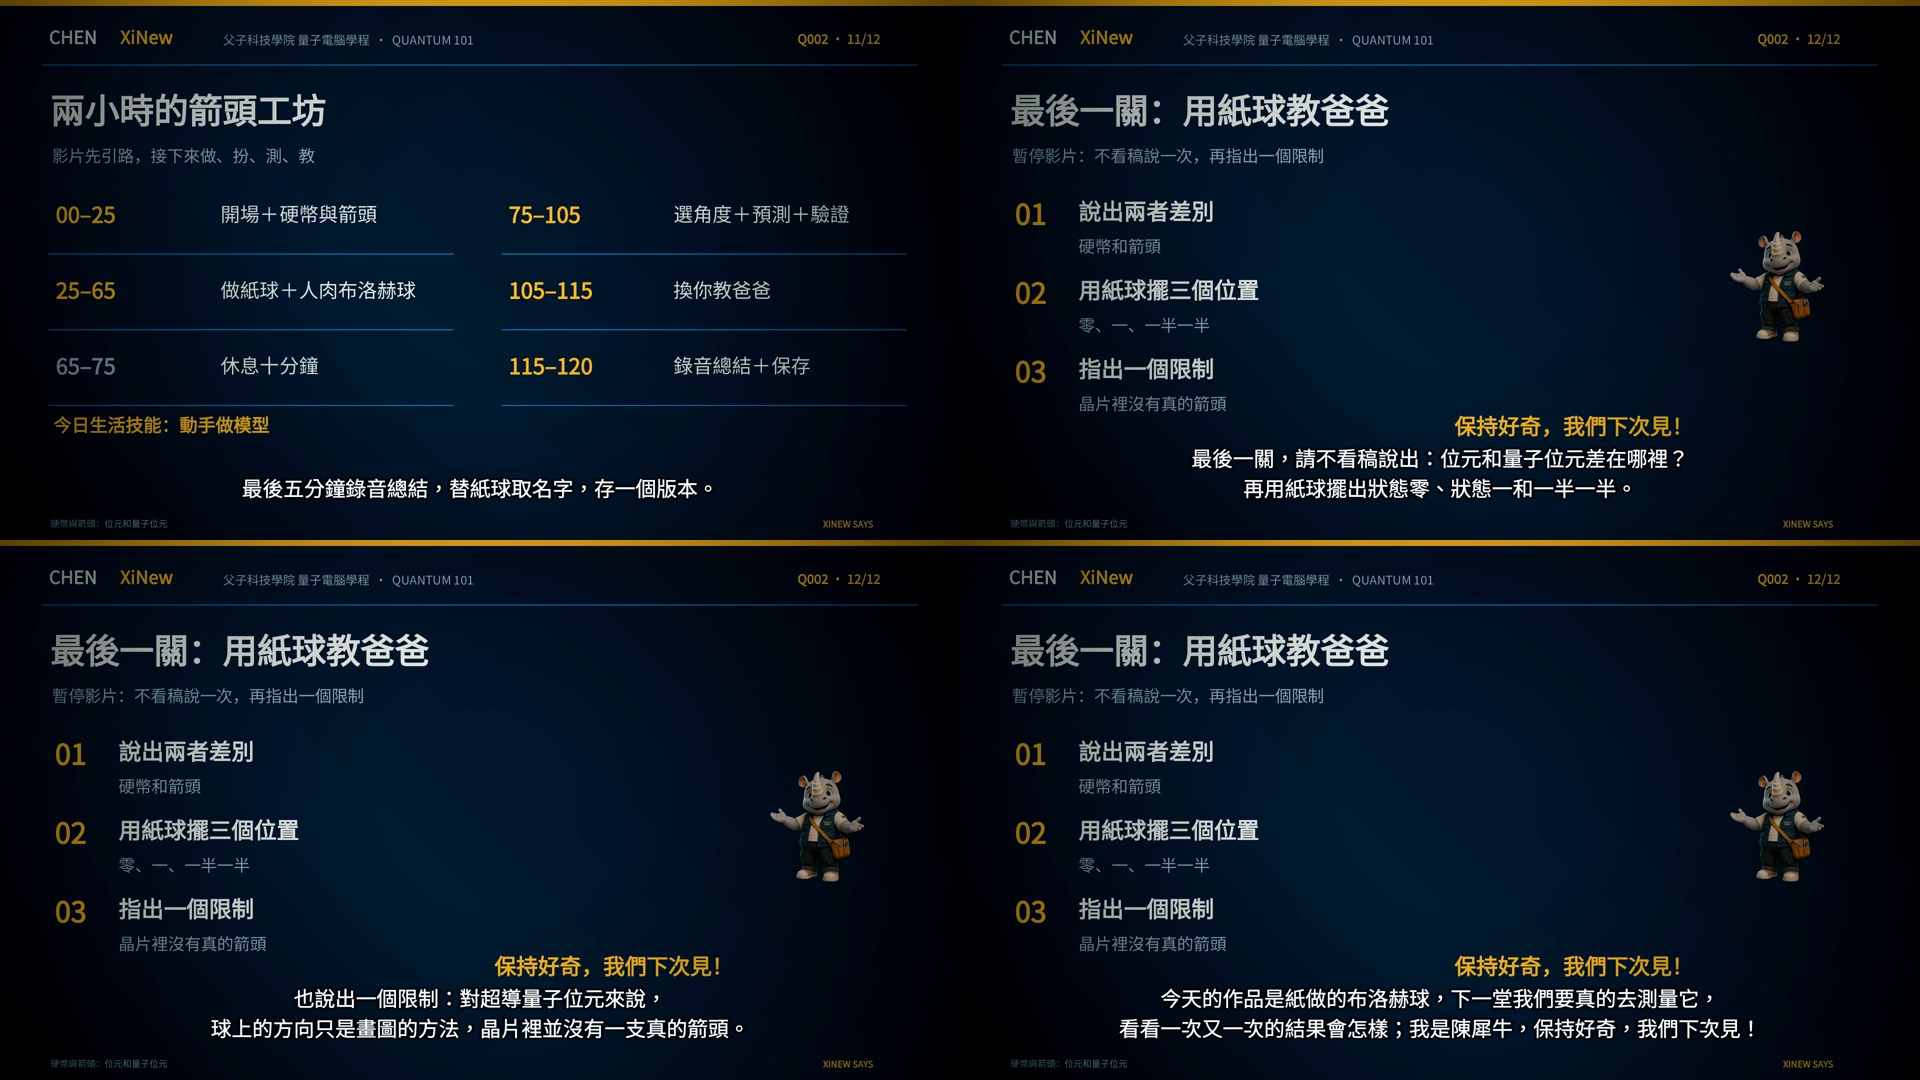 CHEN XiNew 父子科技學院 量子電腦學程 · QUANTUM 101 Q002 · 11/12
兩小時的箭頭工坊
影片先引路，接下來做、扮、測、教
00–25 開場＋硬幣與箭頭
75–105 選角度＋預測＋驗證
25–65 做紙球＋人肉布洛赫球
105–115 換你教爸爸
65–75 休息十分鐘
115–120 錄音總結＋保存
今日生活技能：動手做模型
最後五分鐘錄音總結，替紙球取名字，存一個版本。
硬幣與箭頭：位元和量子位元 XINEW SAYS
CHEN XiNew 父子科技學院 量子電腦學程 · QUANTUM 101 Q002 · 12/12
最後一關：用紙球教爸爸
暫停影片：不看稿說一次，再指出一個限制
01 說出兩者差別
硬幣和箭頭
02 用紙球擺三個位置
零、一、一半一半
03 指出一個限制
晶片裡沒有真的箭頭
保持好奇，我們下次見！
最後一關，請不看稿說出：位元和量子位元差在哪裡？
再用紙球擺出狀態零、狀態一和一半一半。
硬幣與箭頭：位元和量子位元 XINEW SAYS
CHEN XiNew 父子科技學院 量子電腦學程 · QUANTUM 101 Q002 · 12/12
最後一關：用紙球教爸爸
暫停影片：不看稿說一次，再指出一個限制
01 說出兩者差別
硬幣和箭頭
02 用紙球擺三個位置
零、一、一半一半
03 指出一個限制
晶片裡沒有真的箭頭
保持好奇，我們下次見！
也說出一個限制：對超導量子位元來說，
球上的方向只是畫圖的方法，晶片裡並沒有一支真的箭頭。
硬幣與箭頭：位元和量子位元 XINEW SAYS
CHEN XiNew 父子科技學院 量子電腦學程 · QUANTUM 101 Q002 · 12/12
最後一關：用紙球教爸爸
暫停影片：不看稿說一次，再指出一個限制
01 說出兩者差別
硬幣和箭頭
02 用紙球擺三個位置
零、一、一半一半
03 指出一個限制
晶片裡沒有真的箭頭
保持好奇，我們下次見！
今天的作品是紙做的布洛赫球，下一堂我們要真的去測量它，
看看一次又一次的結果會怎樣；我是陳犀牛，保持好奇，我們下次見！
硬幣與箭頭：位元和量子位元 XINEW SAYS